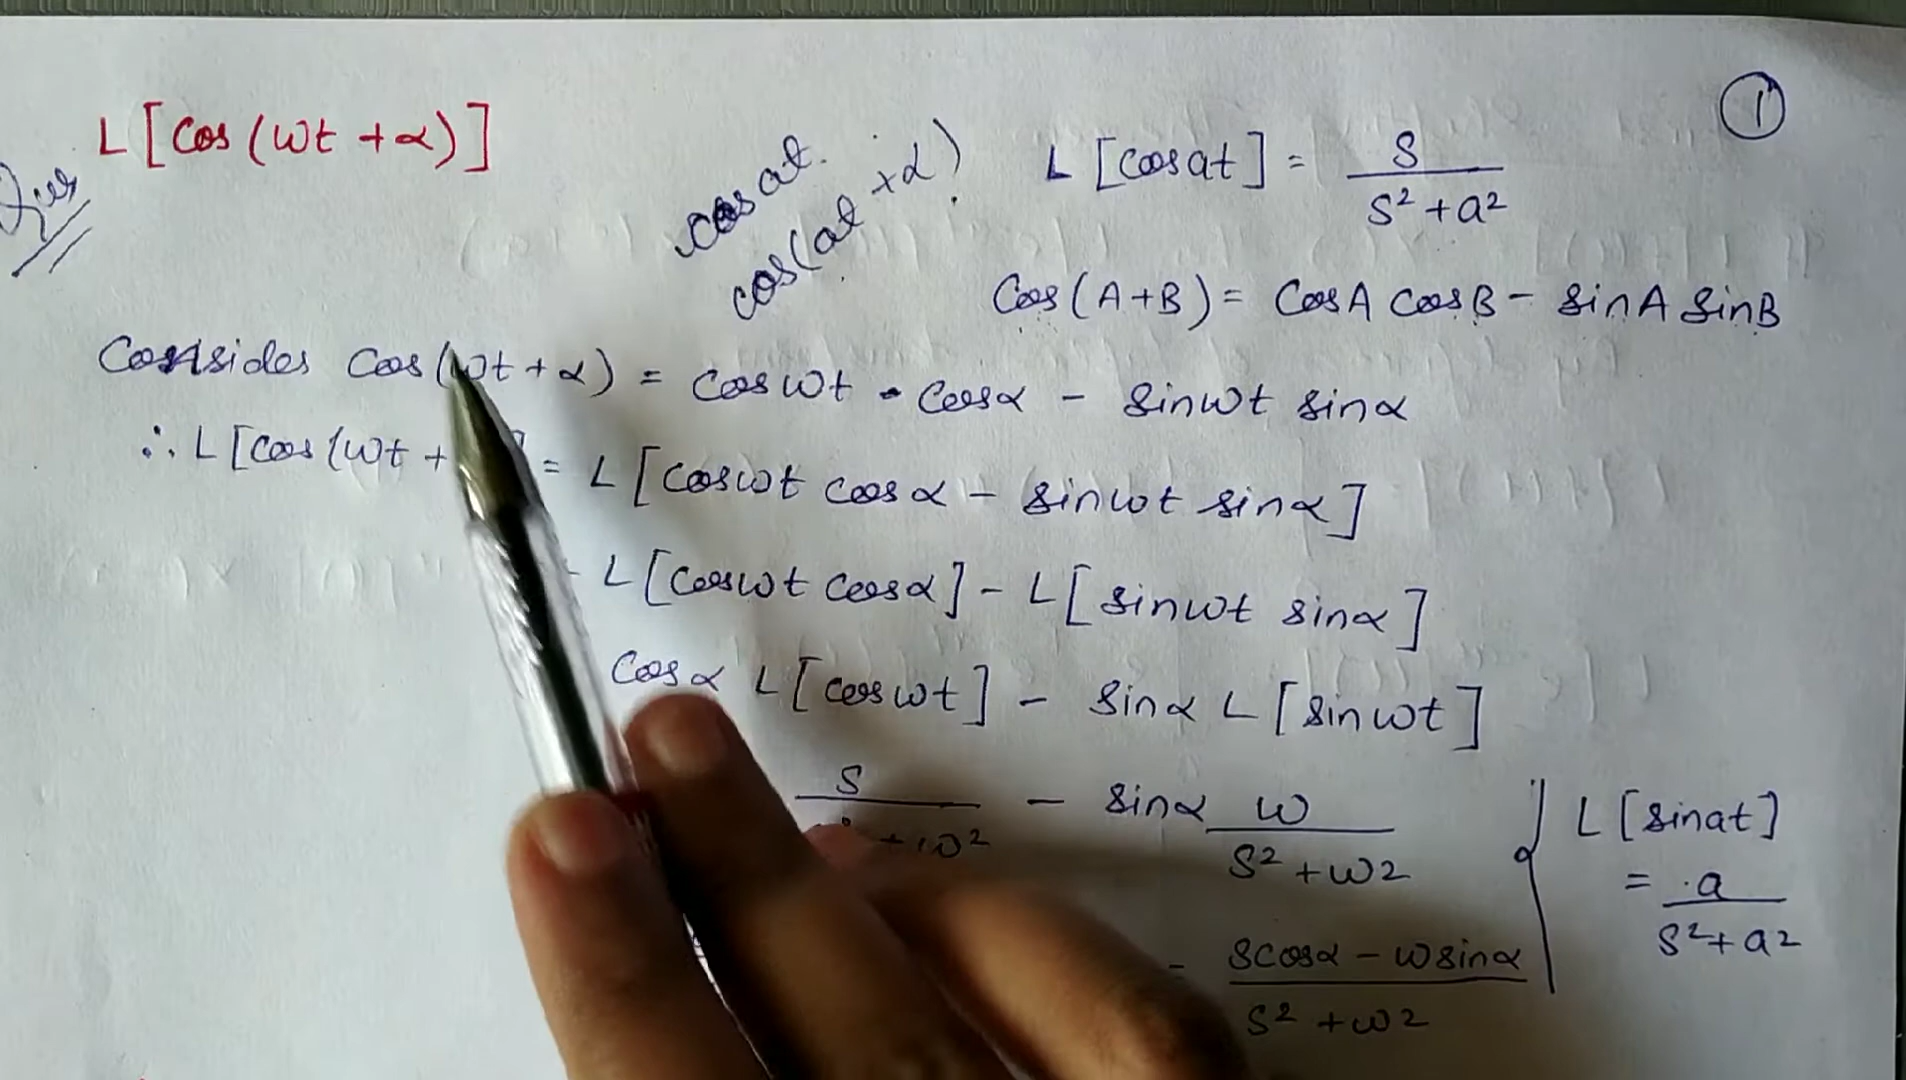 ①
L[cos(ωt+α)]
Ques
cos at.
cos(at+α).
L[cos at] = s/(s²+a²)
Cos(A+B) = CosA cosB - sinA sinB
Consider Cos(ωt+α) = cosωt · cosα - sinωt sinα
∴ L[cos(ωt+ ] = L[cosωt cosα - sinωt sinα]
L[cosωt cosα] - L[sinωt sinα]
Cosα L[cosωt] - sinα L[sinωt]
s/( +ω²) - sinα ω/(s²+ω2)
L[sinat]
= a/(s²+a2)
= (scosα - ωsinα)/(s²+ω2)